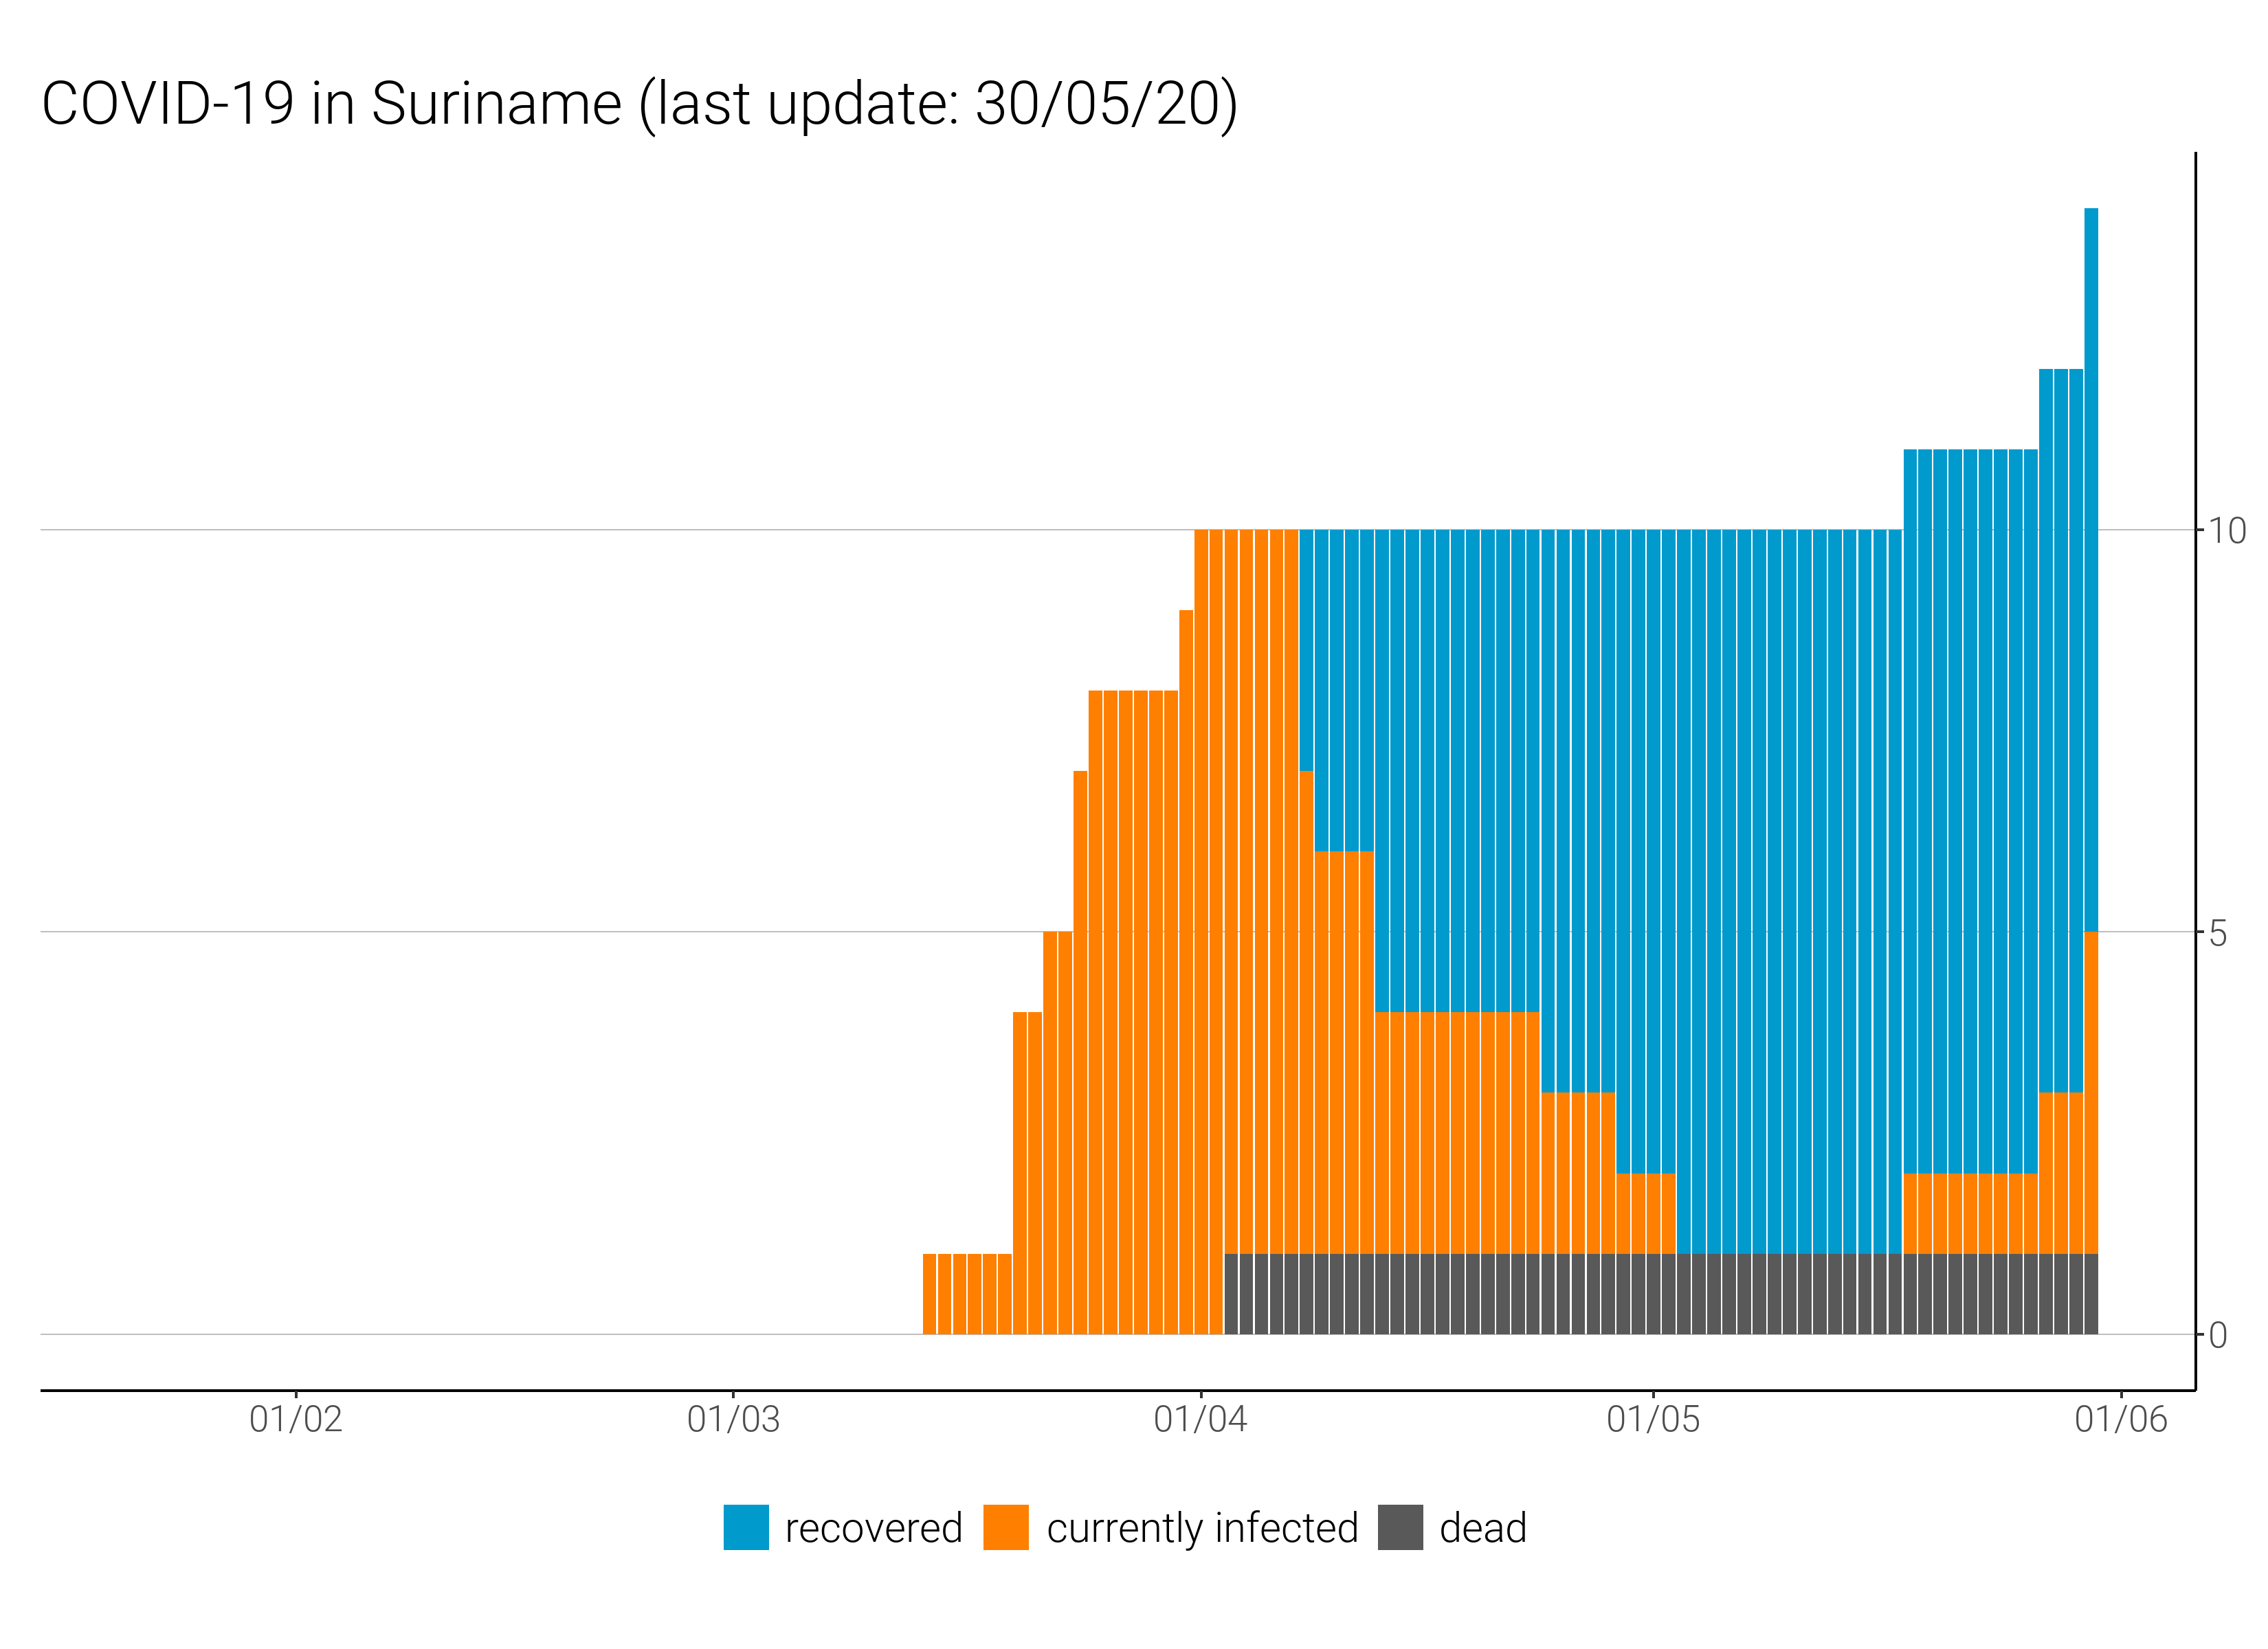 COVID-19 in Suriname (last update: 30/05/20)
10
5
0
01/02 01/03 01/04 01/05 01/06
recovered currently infected dead